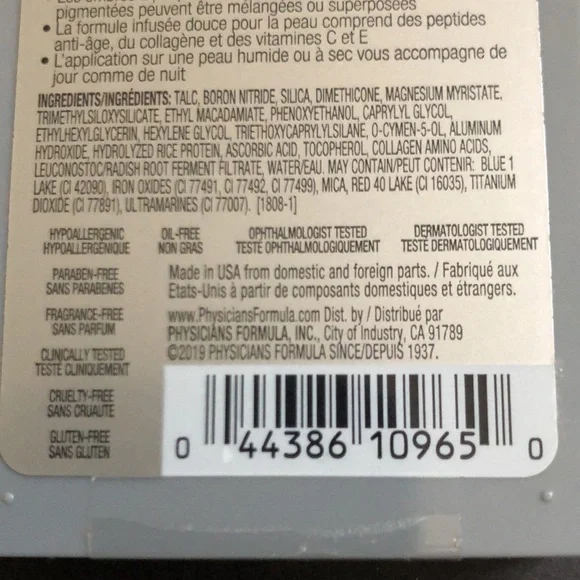 pigmentées peuvent être mélangées ou superposées
• La formule infusée douce pour la peau comprend des peptides
anti-âge, du collagène et des vitamines C et E
• L'application sur une peau humide ou à sec vous accompagne de
jour comme de nuit
INGREDIENTS/INGRÉDIENTS: TALC, BORON NITRIDE, SILICA, DIMETHICONE, MAGNESIUM MYRISTATE,
TRIMETHYLSILOXYSILICATE, ETHYL MACADAMIATE, PHENOXYETHANOL, CAPRYLYL GLYCOL,
ETHYLHEXYLGLYCERIN, HEXYLENE GLYCOL, TRIETHOXYCAPRYLYLSILANE, O-CYMEN-5-OL, ALUMINUM
HYDROXIDE, HYDROLYZED RICE PROTEIN, ASCORBIC ACID, TOCOPHEROL, COLLAGEN AMINO ACIDS,
LEUCONOSTOC/RADISH ROOT FERMENT FILTRATE, WATER/EAU. MAY CONTAIN/PEUT CONTENIR: BLUE 1
LAKE (CI 42090), IRON OXIDES (CI 77491, CI 77492, CI 77499), MICA, RED 40 LAKE (CI 16035), TITANIUM
DIOXIDE (CI 77891), ULTRAMARINES (CI 77007). [1808-1]
HYPOALLERGENIC
HYPOALLERGÉNIQUE
OIL-FREE
NON GRAS
OPHTHALMOLOGIST TESTED
TESTÉ OPHTALMOLOGIQUEMENT
DERMATOLOGIST TESTED
TESTÉ DERMATOLOGIQUEMENT
PARABEN-FREE
SANS PARABÈNES
Made in USA from domestic and foreign parts. / Fabriqué aux
Etats-Unis à partir de composants domestiques et étrangers.
FRAGRANCE-FREE
SANS PARFUM
www.PhysiciansFormula.com Dist. by / Distribué par
PHYSICIANS FORMULA, INC., City of Industry, CA 91789
©2019 PHYSICIANS FORMULA SINCE/DEPUIS 1937.
CLINICALLY TESTED
TESTÉ CLINIQUEMENT
CRUELTY-FREE
SANS CRUAUTÉ
GLUTEN-FREE
SANS GLUTEN
0 44386 10965 0